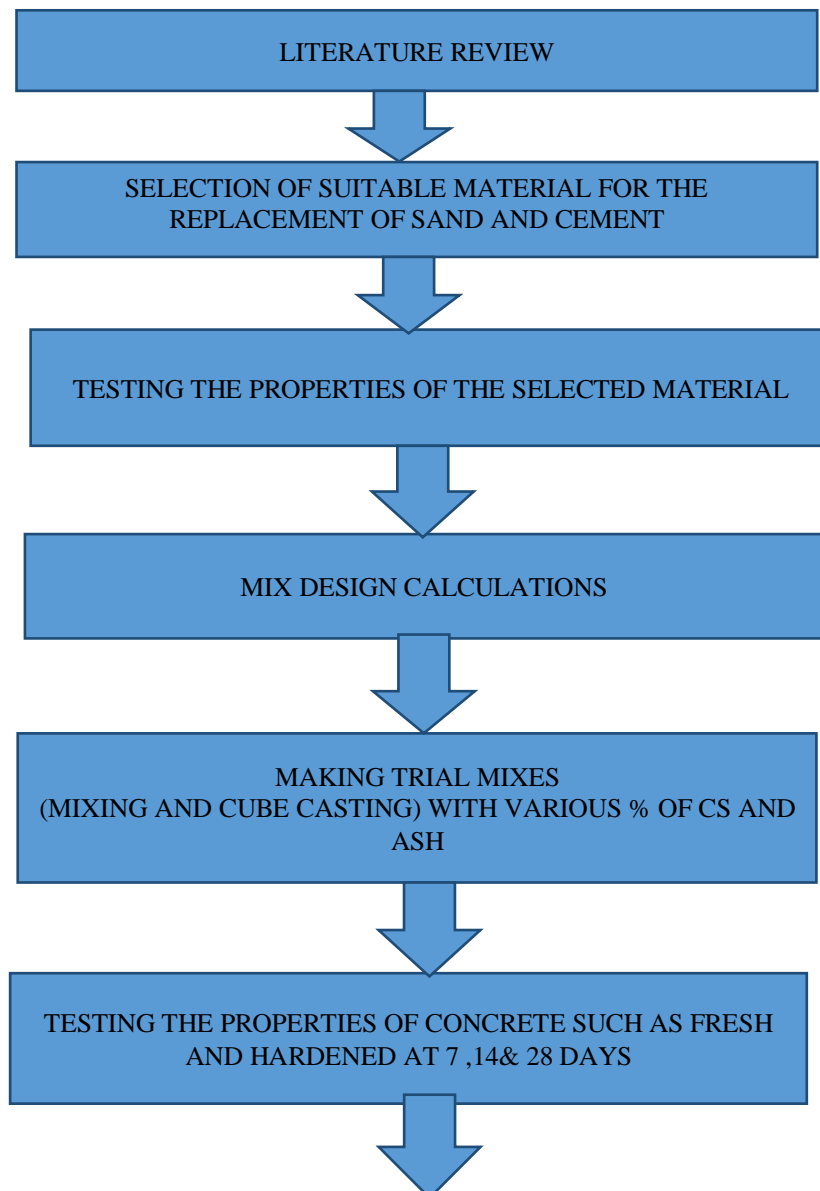 LITERATURE REVIEW
SELECTION OF SUITABLE MATERIAL FOR THE
REPLACEMENT OF SAND AND CEMENT
TESTING THE PROPERTIES OF THE SELECTED MATERIAL
MIX DESIGN CALCULATIONS
MAKING TRIAL MIXES
(MIXING AND CUBE CASTING) WITH VARIOUS % OF CS AND
ASH
TESTING THE PROPERTIES OF CONCRETE SUCH AS FRESH
AND HARDENED AT 7 ,14& 28 DAYS